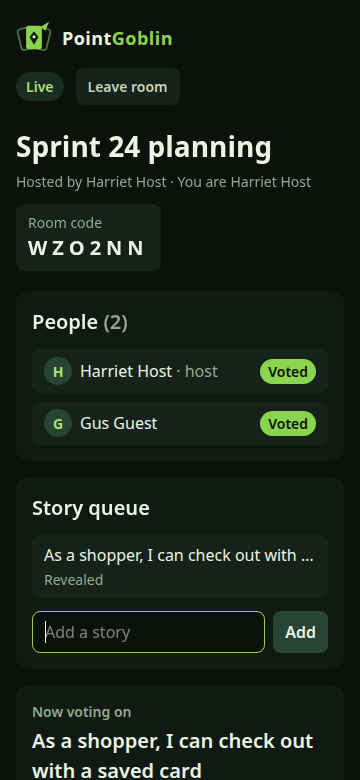 PointGoblin
Live
Leave room
Sprint 24 planning
Hosted by Harriet Host · You are Harriet Host
Room code
WZO2NN
People (2)
H
Harriet Host · host
Voted
G
Gus Guest
Voted
Story queue
As a shopper, I can check out with ...
Revealed
Add a story
Add
Now voting on
As a shopper, I can check out
with a saved card